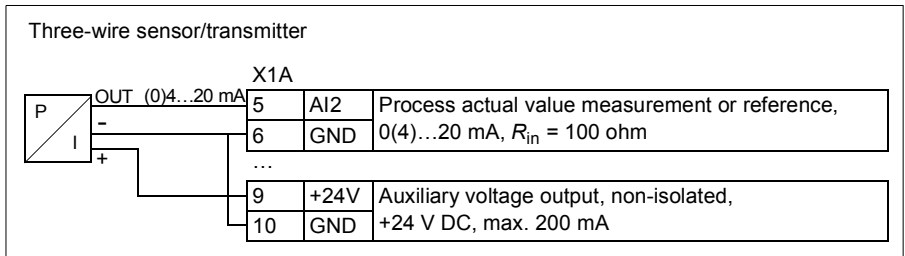 Three-wire sensor/transmitter
X1A
P
I
OUT (0)4…20 mA
-
+
5 AI2 Process actual value measurement or reference,
6 GND 0(4)…20 mA, Rin = 100 ohm
…
9 +24V Auxiliary voltage output, non-isolated,
10 GND +24 V DC, max. 200 mA